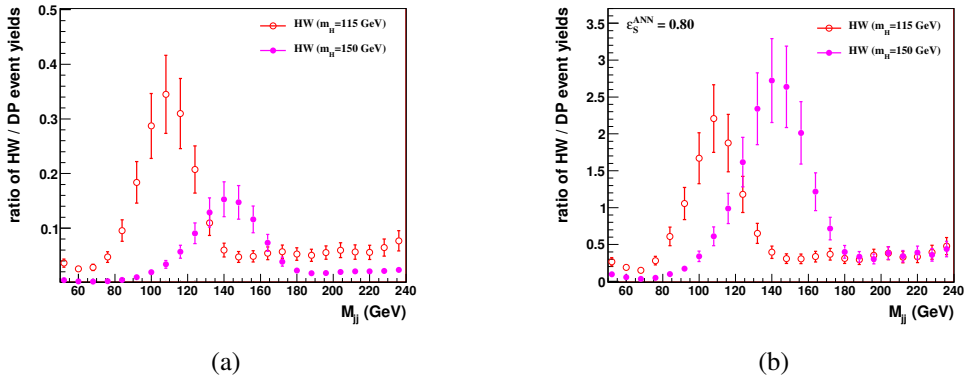 0.5
0.4
0.3
0.2
0.1
ratio of HW / DP event yields
HW (m_H=115 GeV)
HW (m_H=150 GeV)
60 80 100 120 140 160 180 200 220 240
M_jj (GeV)
(a)
3.5
3
2.5
2
1.5
1
0.5
0
ratio of HW / DP event yields
ε_S^ANN = 0.80
HW (m_H=115 GeV)
HW (m_H=150 GeV)
60 80 100 120 140 160 180 200 220 240
M_jj (GeV)
(b)